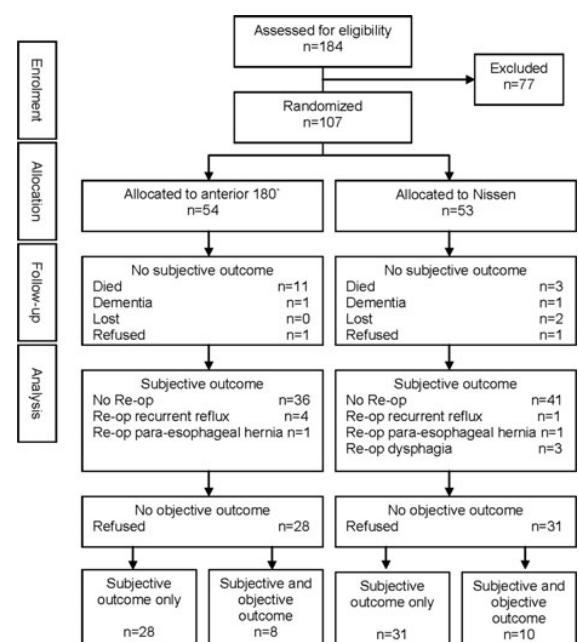 Assessed for eligibility
n=184
Excluded
n=77
Randomized
n=107
Enrolment
Allocation
Follow-up
Analysis
Allocated to anterior 180°
n=54
Allocated to Nissen
n=53
No subjective outcome
Died n=11
Dementia n=1
Lost n=0
Refused n=1
No subjective outcome
Died n=3
Dementia n=1
Lost n=2
Refused n=1
Subjective outcome
No Re-op n=36
Re-op recurrent reflux n=4
Re-op para-esophageal hernia n=1
Subjective outcome
No Re-op n=41
Re-op recurrent reflux n=1
Re-op para-esophageal hernia n=1
Re-op dysphagia n=3
No objective outcome
Refused n=28
No objective outcome
Refused n=31
Subjective
outcome only
n=28
Subjective and
objective
outcome
n=8
Subjective
outcome only
n=31
Subjective and
objective
outcome
n=10